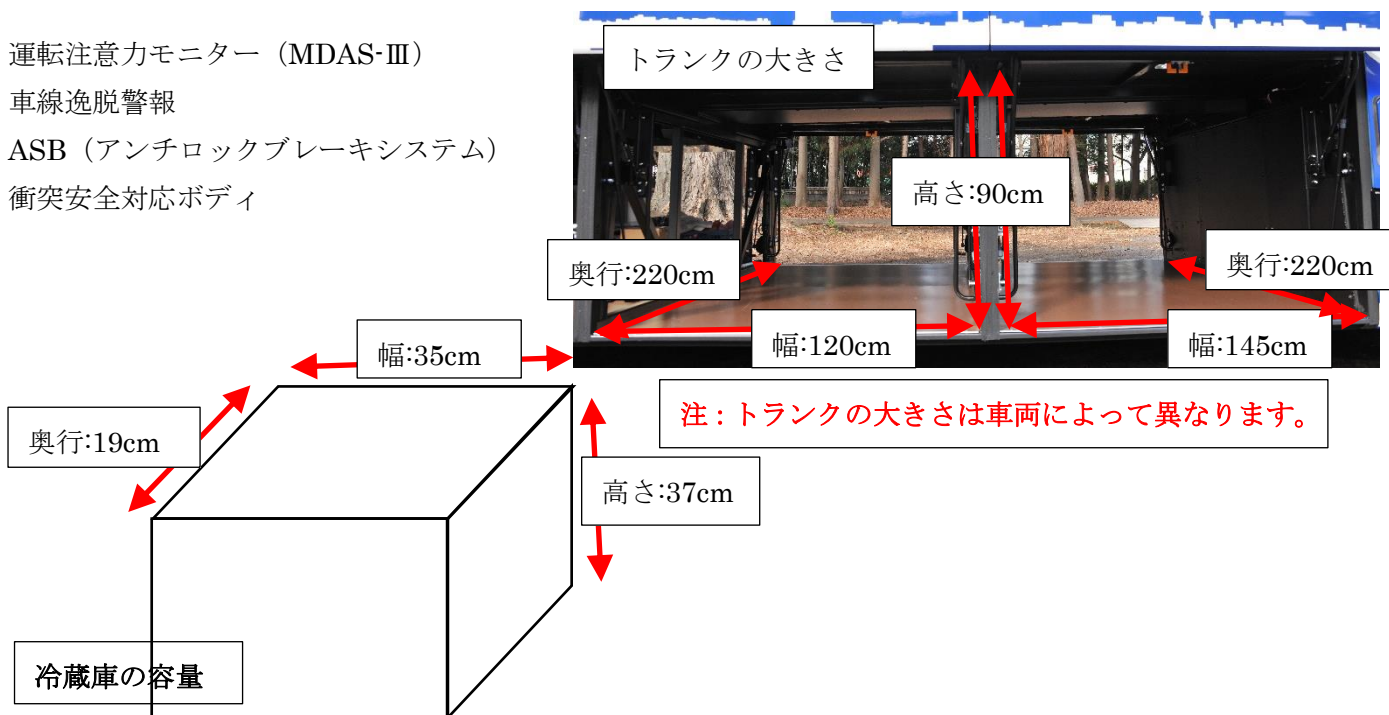 運転注意力モニター（MDAS-Ⅲ）
車線逸脱警報
ASB（アンチロックブレーキシステム）
衝突安全対応ボディ
トランクの大きさ
高さ:90cm
奥行:220cm
奥行:220cm
幅:120cm
幅:145cm
注：トランクの大きさは車両によって異なります。
幅:35cm
奥行:19cm
高さ:37cm
冷蔵庫の容量